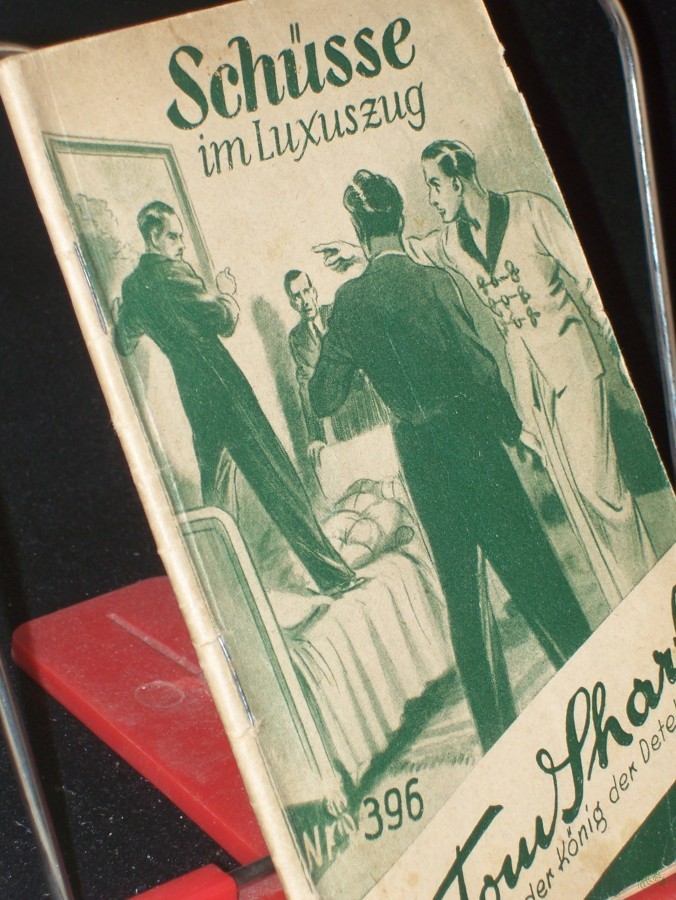 Schüsse
im Luxuszug
Nr. 396
Tom Shar
der König der Detek